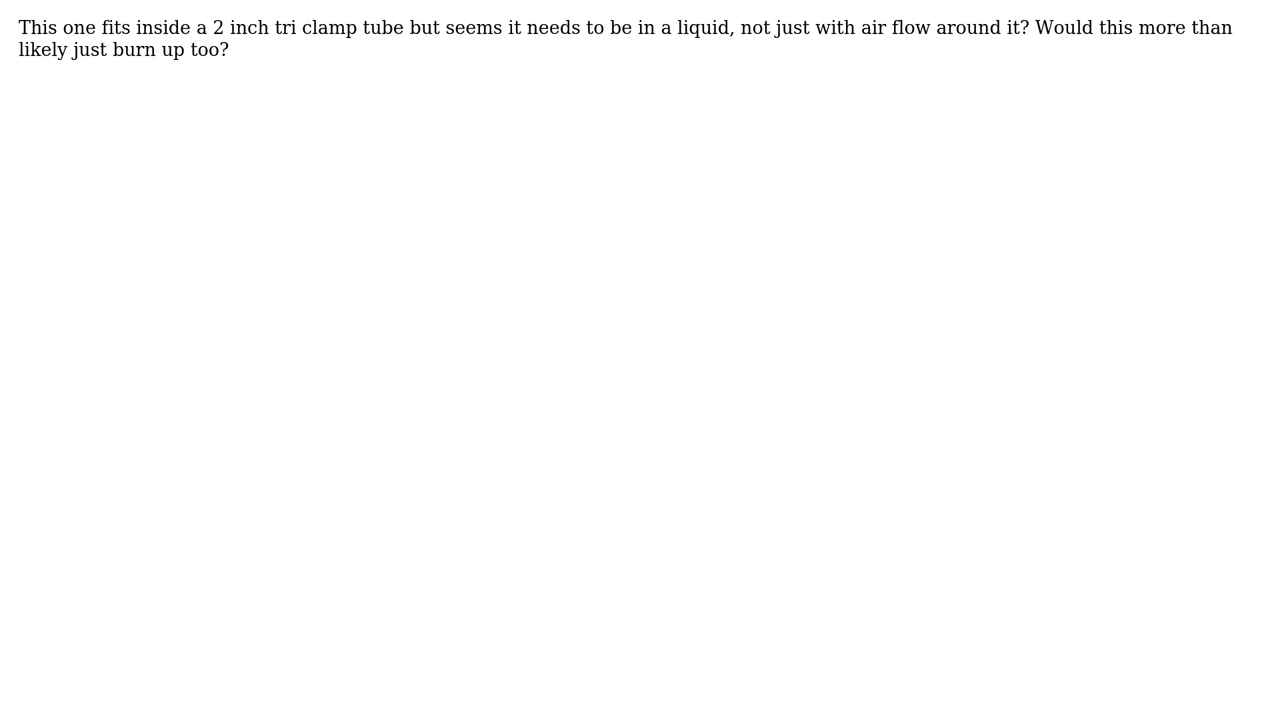 This one fits inside a 2 inch tri clamp tube but seems it needs to be in a liquid, not just with air flow around it? Would this more than
likely just burn up too?